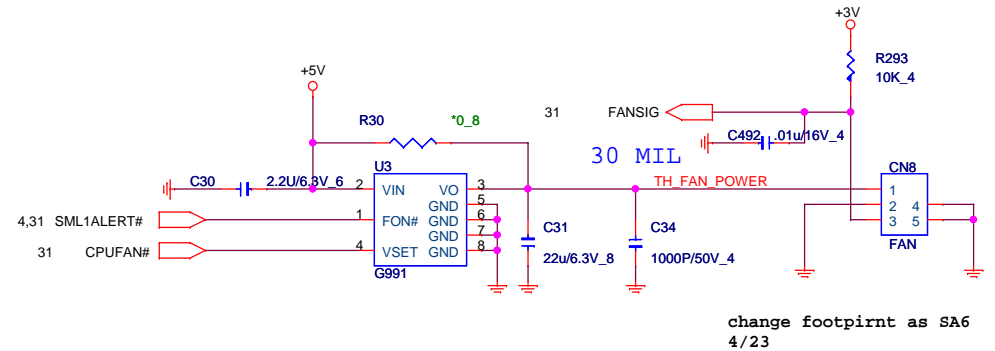 +3V
R293
10K_4
+5V
R30 *0_8
31 FANSIG
C492 .01u/16V_4
30 MIL
U3
CN8
C30 2.2U/6.3V_6
2 VIN VO 3
TH_FAN_POWER
1
GND 5
2 4
4,31 SML1ALERT#
1 FON# GND 6
3 5
GND 7
31 CPUFAN#
4 VSET GND 8
G991
C31
22u/6.3V_8
C34
1000P/50V_4
FAN
change footpirnt as SA6
4/23